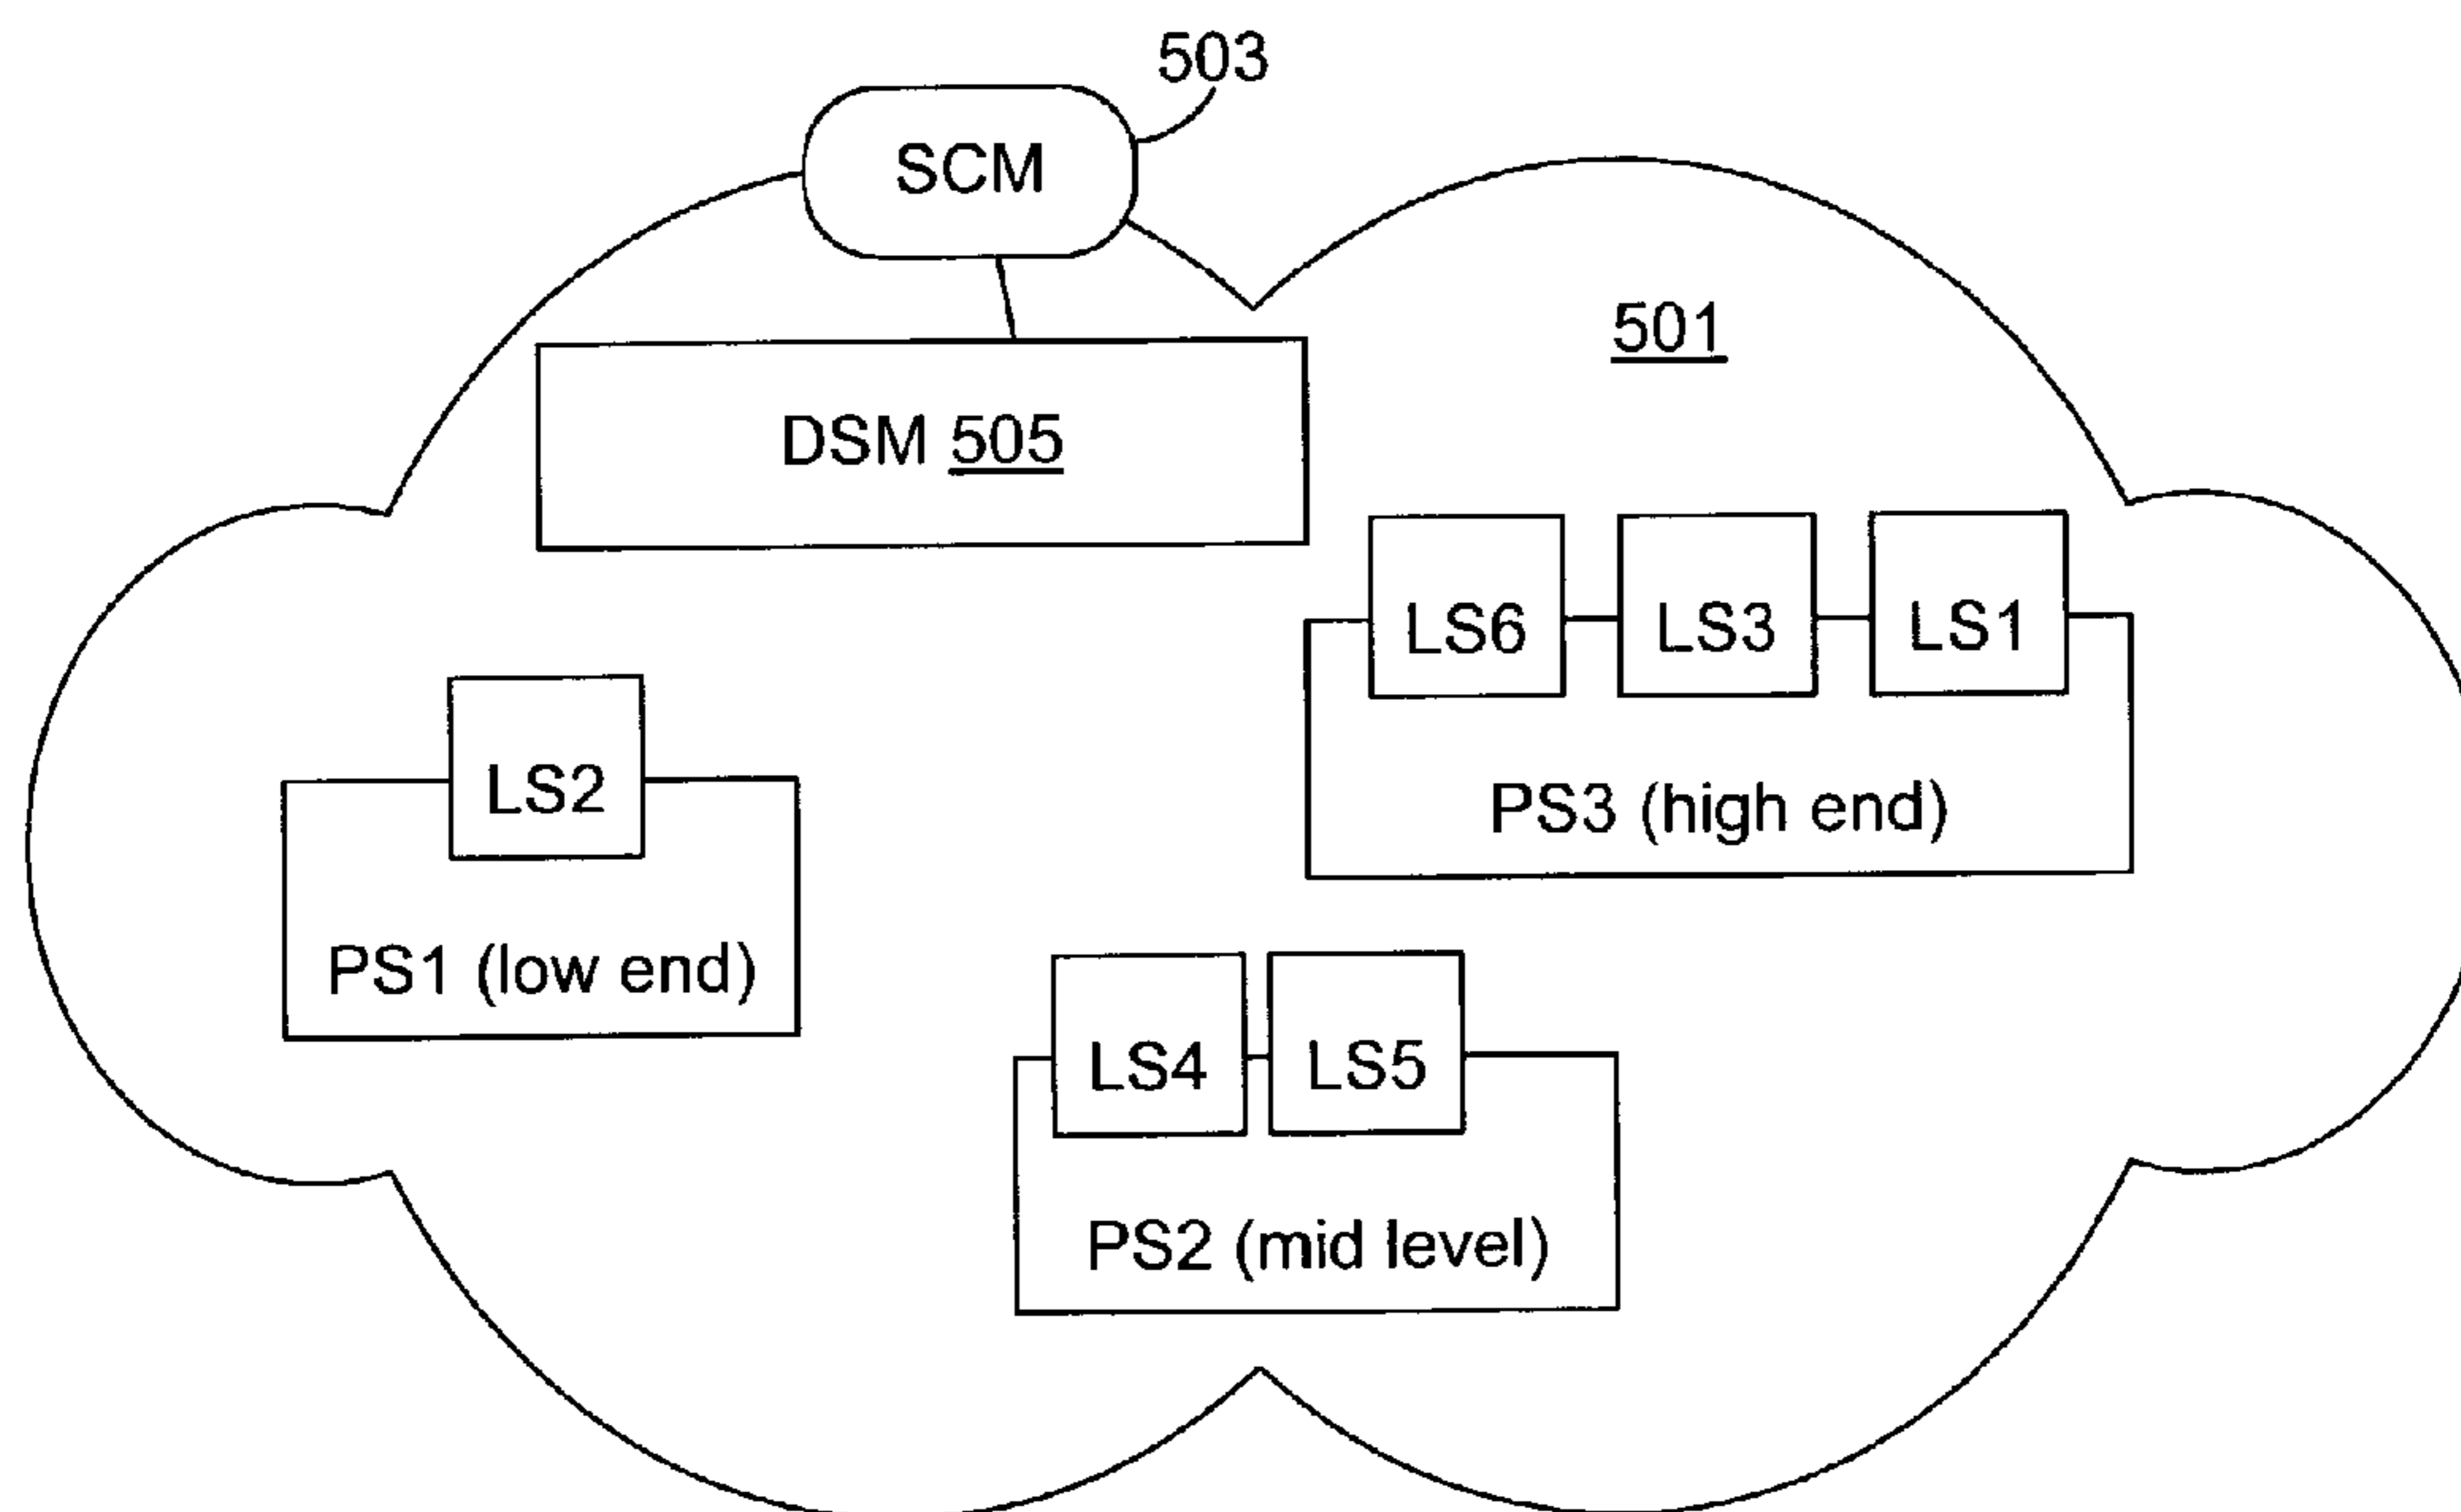 503
SCM
501
DSM 505
LS6 LS3 LS1
LS2
PS3 (high end)
PS1 (low end)
LS4 LS5
PS2 (mid level)